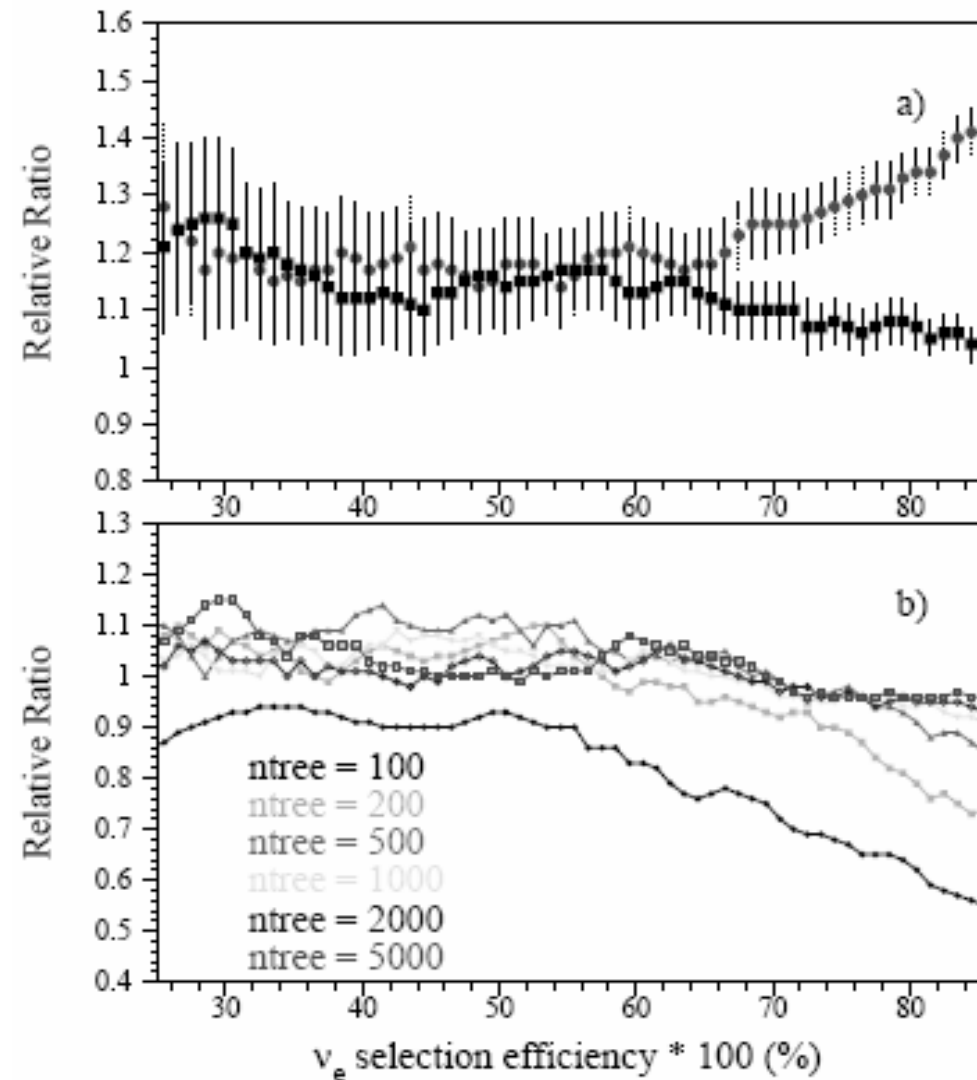 1.6
1.5
1.4
1.3
1.2
1.1
1
0.9
0.8
Relative Ratio
a)
30 40 50 60 70 80
1.3
1.2
1.1
1
0.9
0.8
0.7
0.6
0.5
0.4
Relative Ratio
b)
ntree = 100
ntree = 200
ntree = 500
ntree = 1000
ntree = 2000
ntree = 5000
30 40 50 60 70 80
νe selection efficiency * 100 (%)